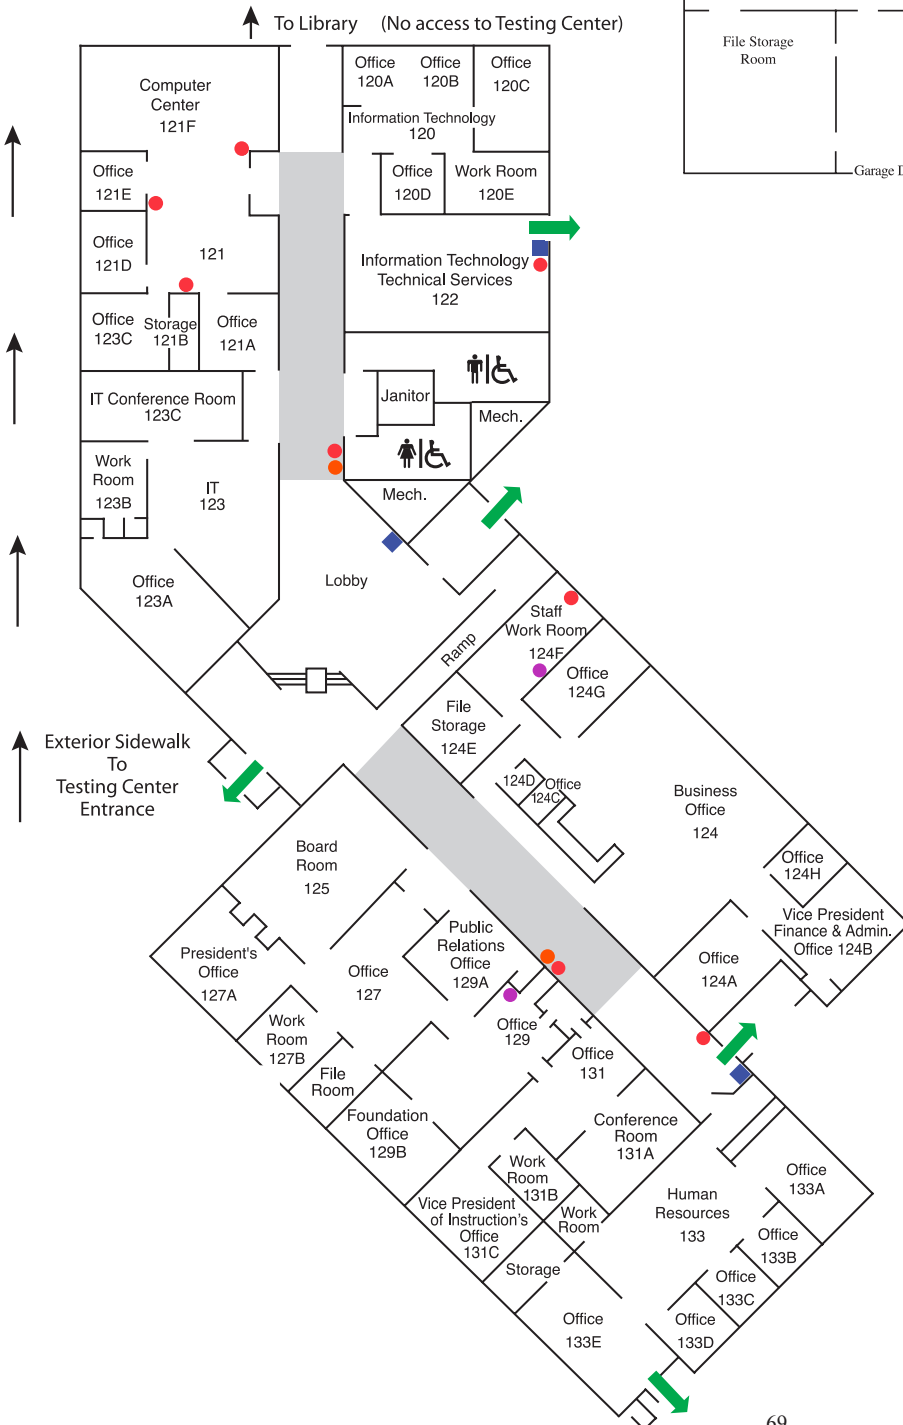 To Library (No access to Testing Center)
File Storage
Room
Garage D
Computer
Center
121F
Office
120A
Office
120B
Office
120C
Information Technology
120
Office
121E
Office
120D
Work Room
120E
Office
121D
121
Information Technology
Technical Services
122
Office
123C
Storage
121B
Office
121A
IT Conference Room
123C
Janitor
Mech.
Work
Room
123B
IT
123
Mech.
Office
123A
Lobby
Staff
Work Room
124F
Ramp
Office
124G
File
Storage
124E
Exterior Sidewalk
To
Testing Center
Entrance
124D
Office
124C
Business
Office
124
Board
Room
125
Office
124H
Vice President
Finance & Admin.
Office 124B
Public
Relations
Office
129A
President's
Office
127A
Office
127
Office
124A
Work
Room
127B
Office
129
Office
131
File
Room
Foundation
Office
129B
Conference
Room
131A
Work
Room
131B
Office
133A
Vice President
of Instruction's
Office
131C
Work
Room
Human
Resources
133
Office
133B
Storage
Office
133C
Office
133E
Office
133D
69